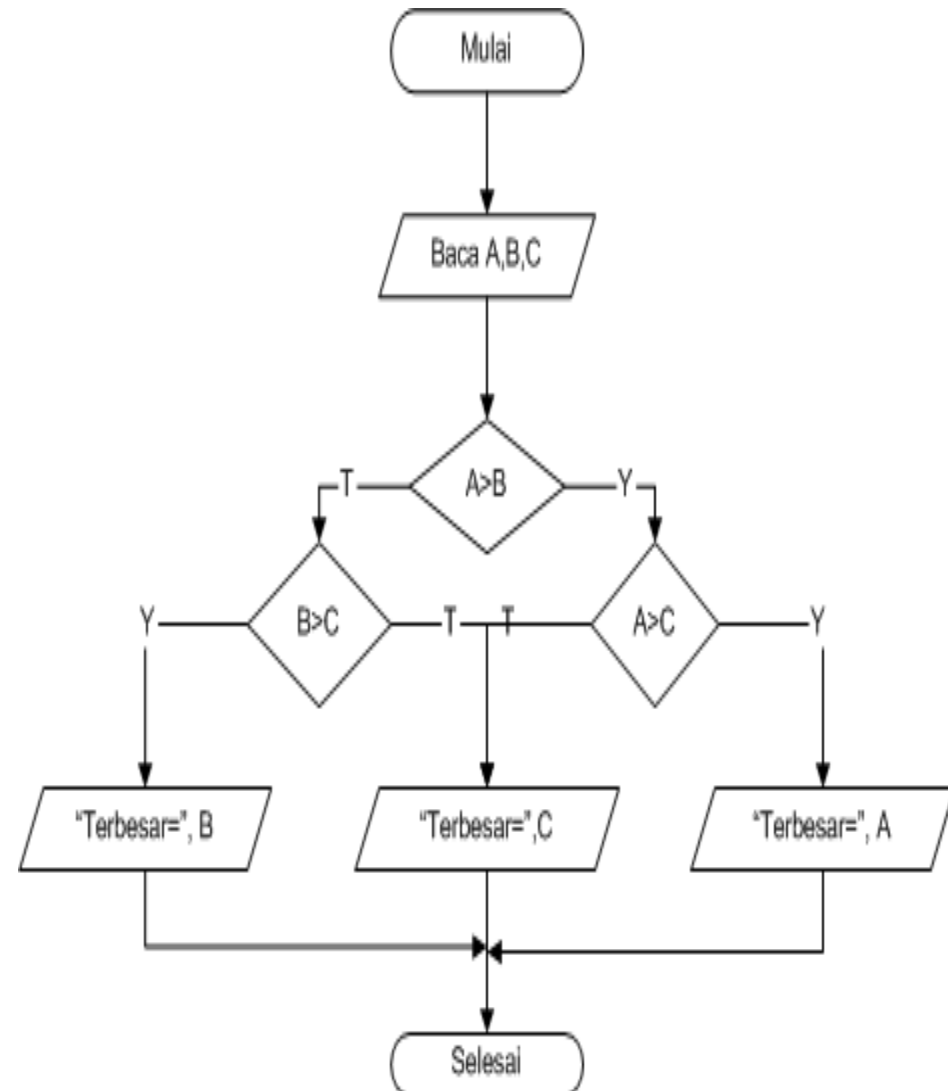 Mulai
Baca A,B,C
A>B
T
Y
B>C
A>C
Y
T
T
Y
“Terbesar=”, B
“Terbesar=”,C
“Terbesar=”, A
Selesai